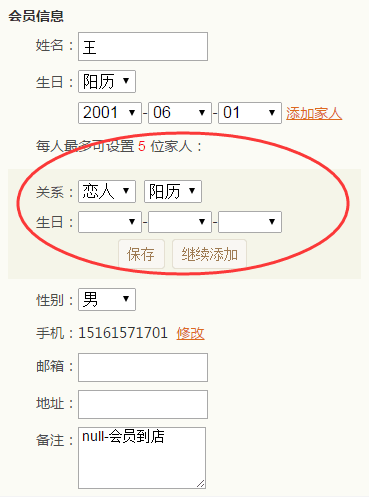 会员信息
姓名：王
生日：阳历
2001-06-01 添加家人
每人最多可设置 5 位家人：
关系：恋人 阳历
生日： - -
保存 继续添加
性别：男
手机：15161571701 修改
邮箱：
地址：
备注：null-会员到店